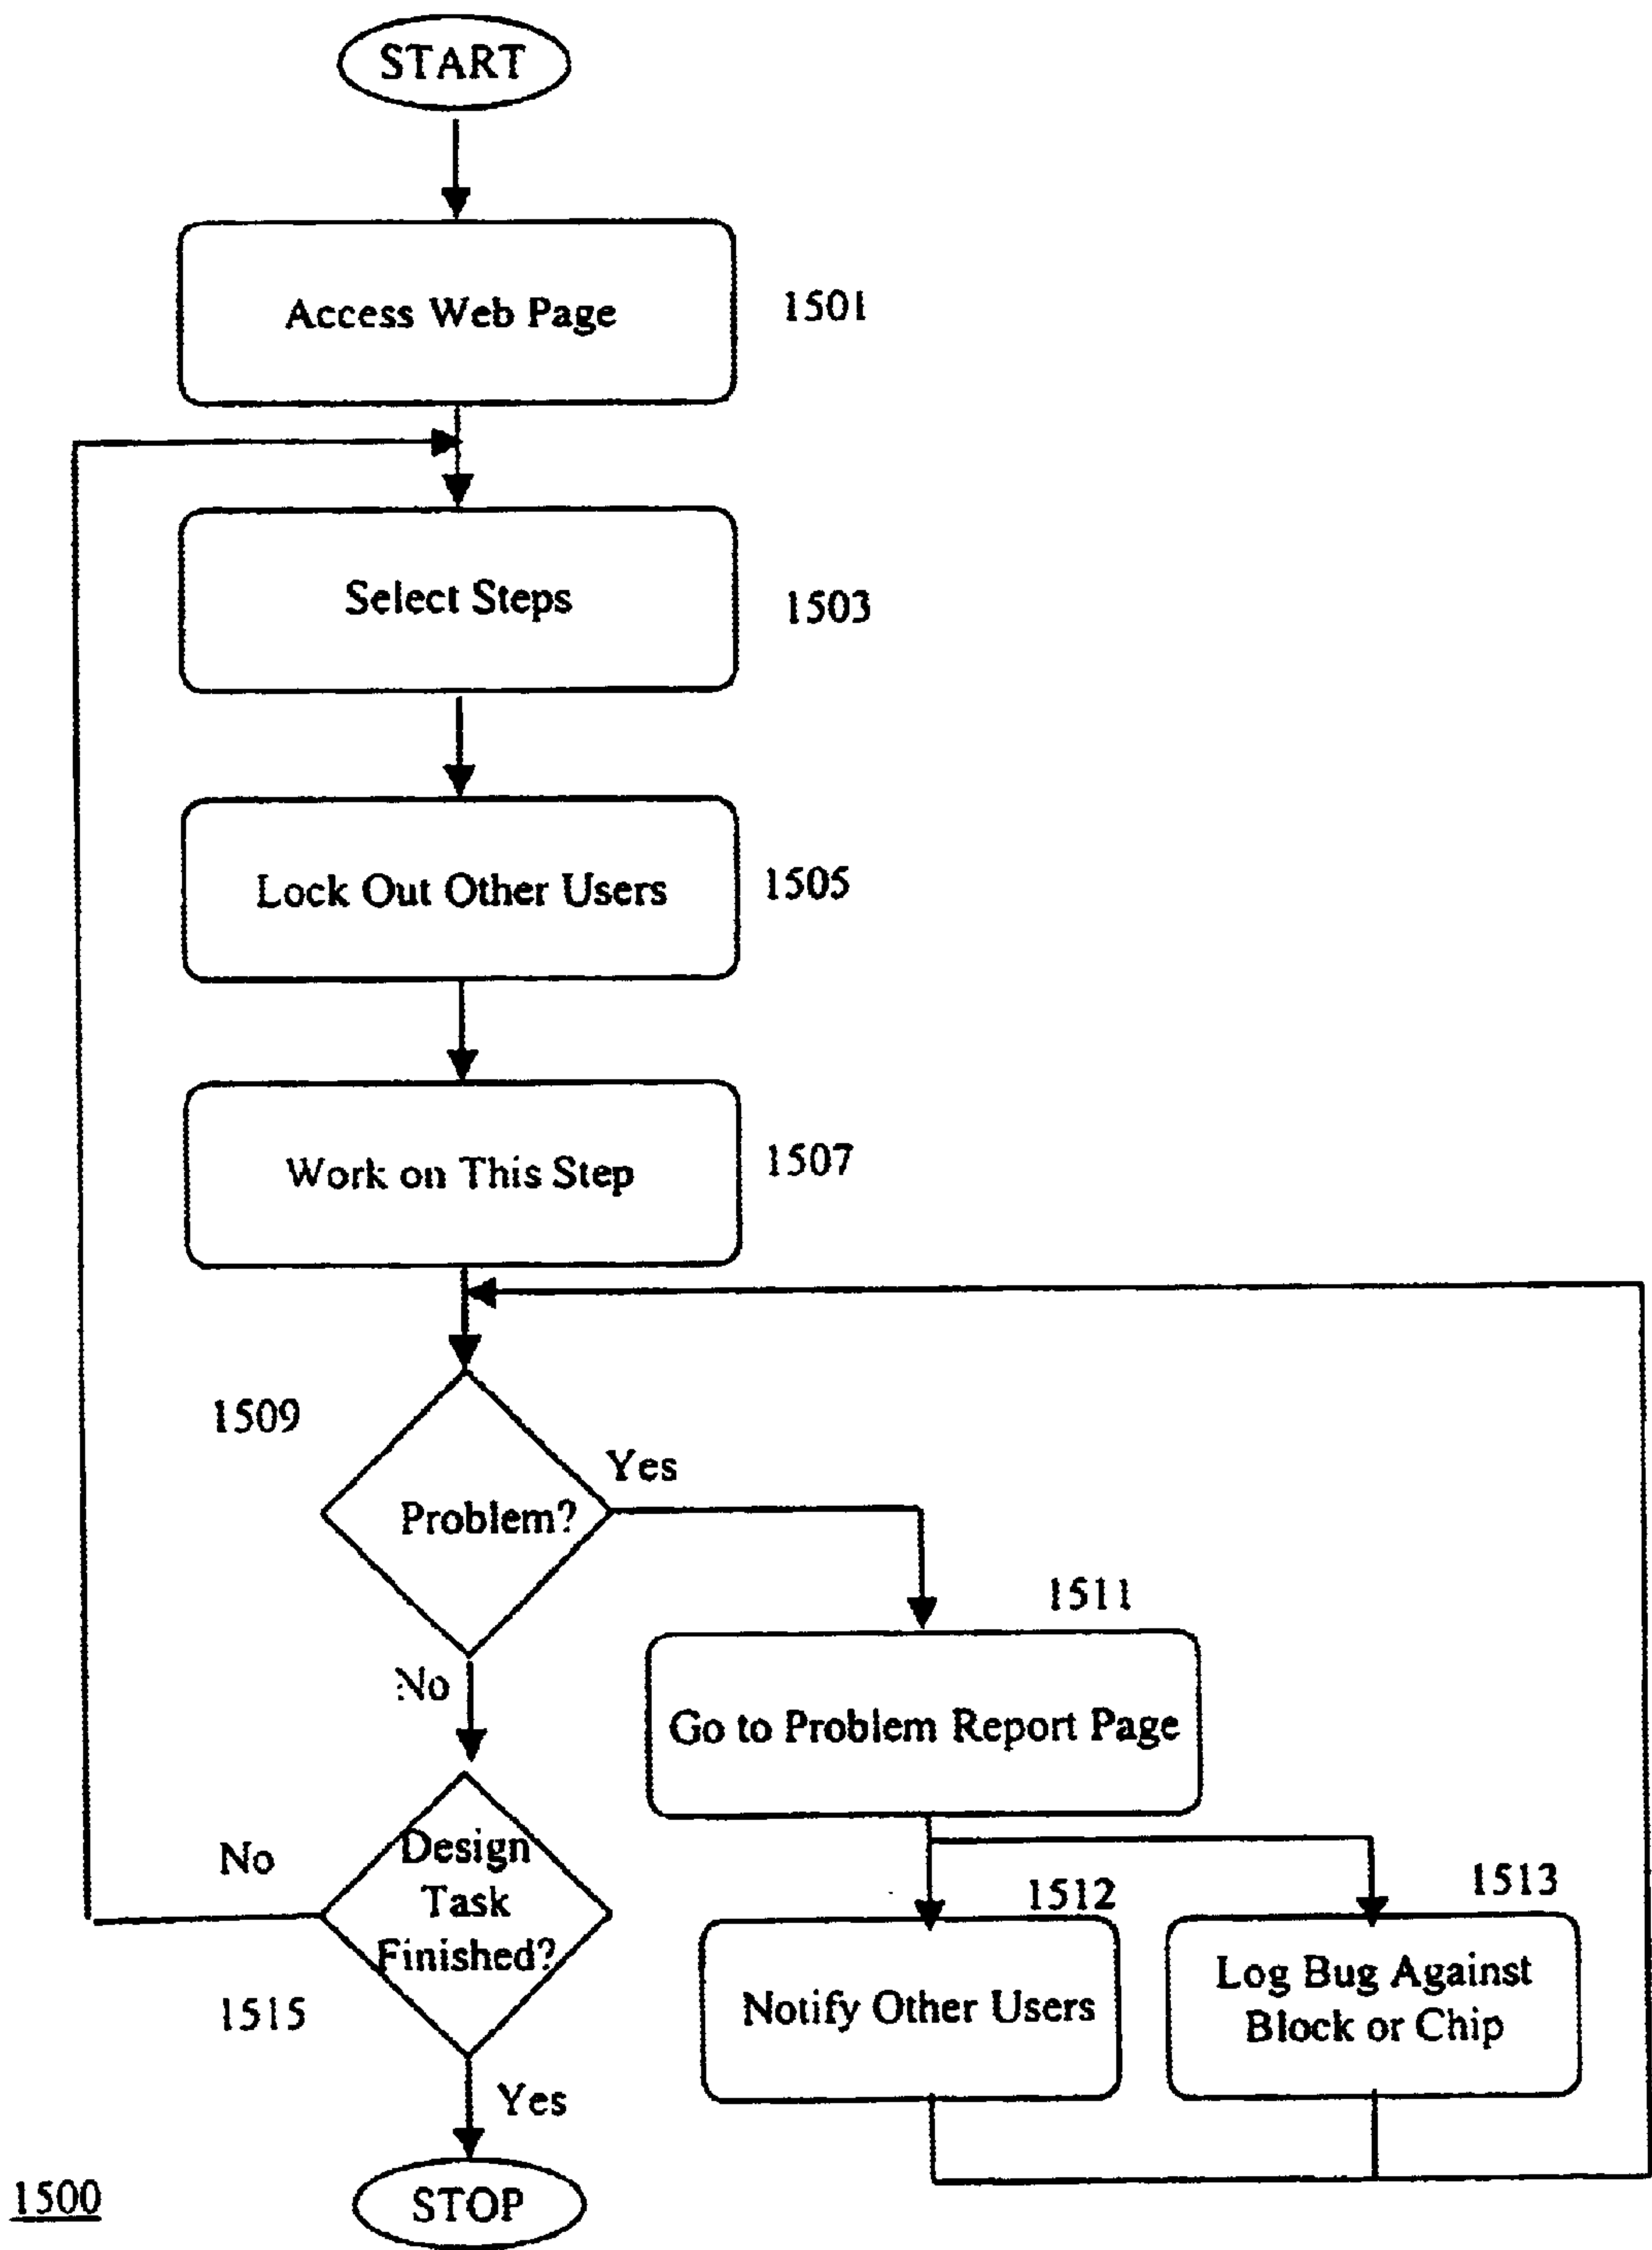 START
Access Web Page
1501
Select Steps
1503
Lock Out Other Users
1505
Work on This Step
1507
1509
Problem?
Yes
No
1511
Go to Problem Report Page
Design
Task
Finished?
No
1515
Yes
1512
Notify Other Users
1513
Log Bug Against
Block or Chip
STOP
1500